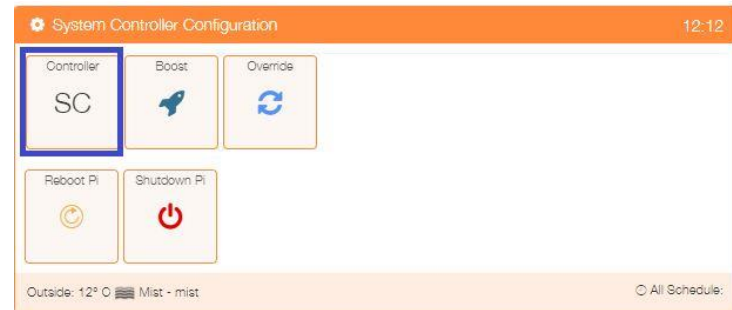 System Controller Configuration 12:12
Controller Boost Override
SC
Reboot Pi Shutdown Pi
Outside: 12° C Mist - mist All Schedule: